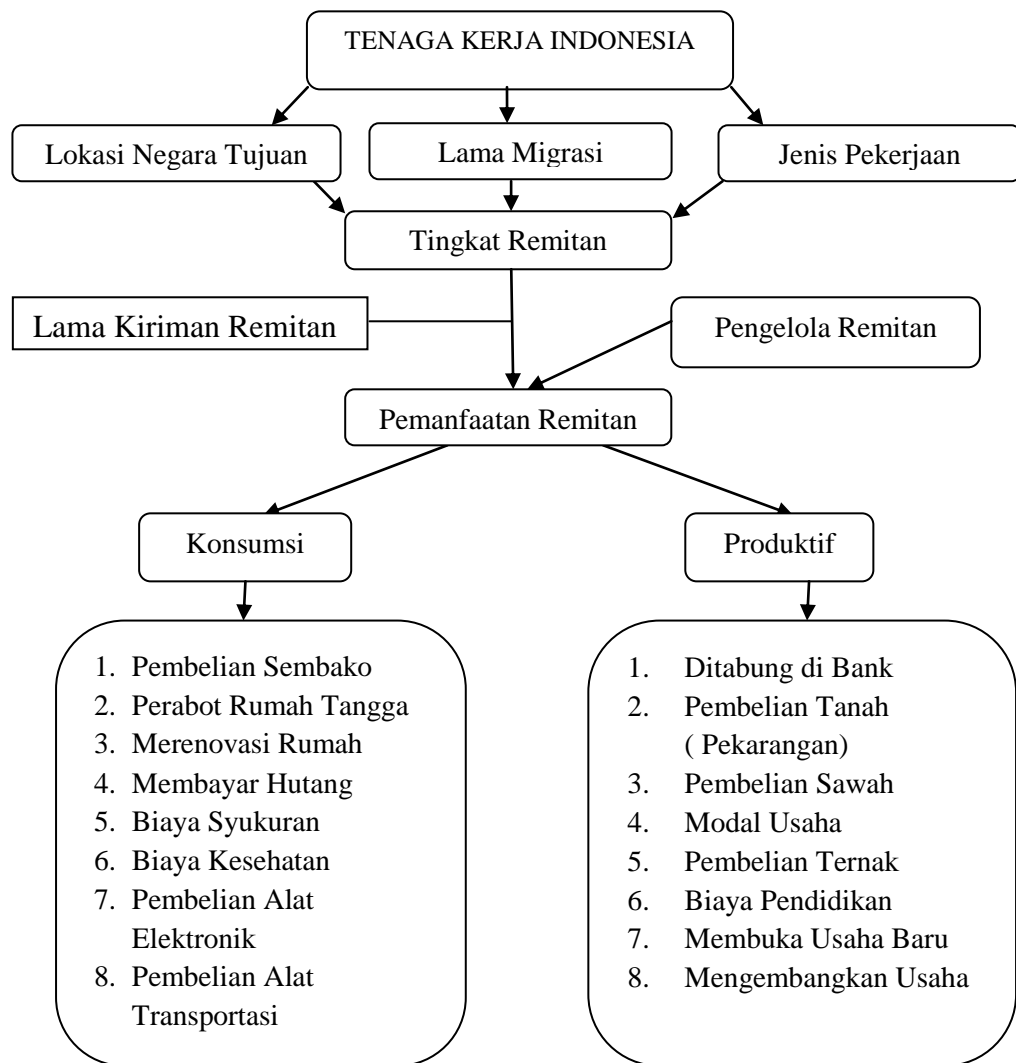 TENAGA KERJA INDONESIA
Lokasi Negara Tujuan
Lama Migrasi
Jenis Pekerjaan
Tingkat Remitan
Lama Kiriman Remitan
Pengelola Remitan
Pemanfaatan Remitan
Konsumsi
Produktif
1. Pembelian Sembako
2. Perabot Rumah Tangga
3. Merenovasi Rumah
4. Membayar Hutang
5. Biaya Syukuran
6. Biaya Kesehatan
7. Pembelian Alat
Elektronik
8. Pembelian Alat
Transportasi
1. Ditabung di Bank
2. Pembelian Tanah
( Pekarangan)
3. Pembelian Sawah
4. Modal Usaha
5. Pembelian Ternak
6. Biaya Pendidikan
7. Membuka Usaha Baru
8. Mengembangkan Usaha